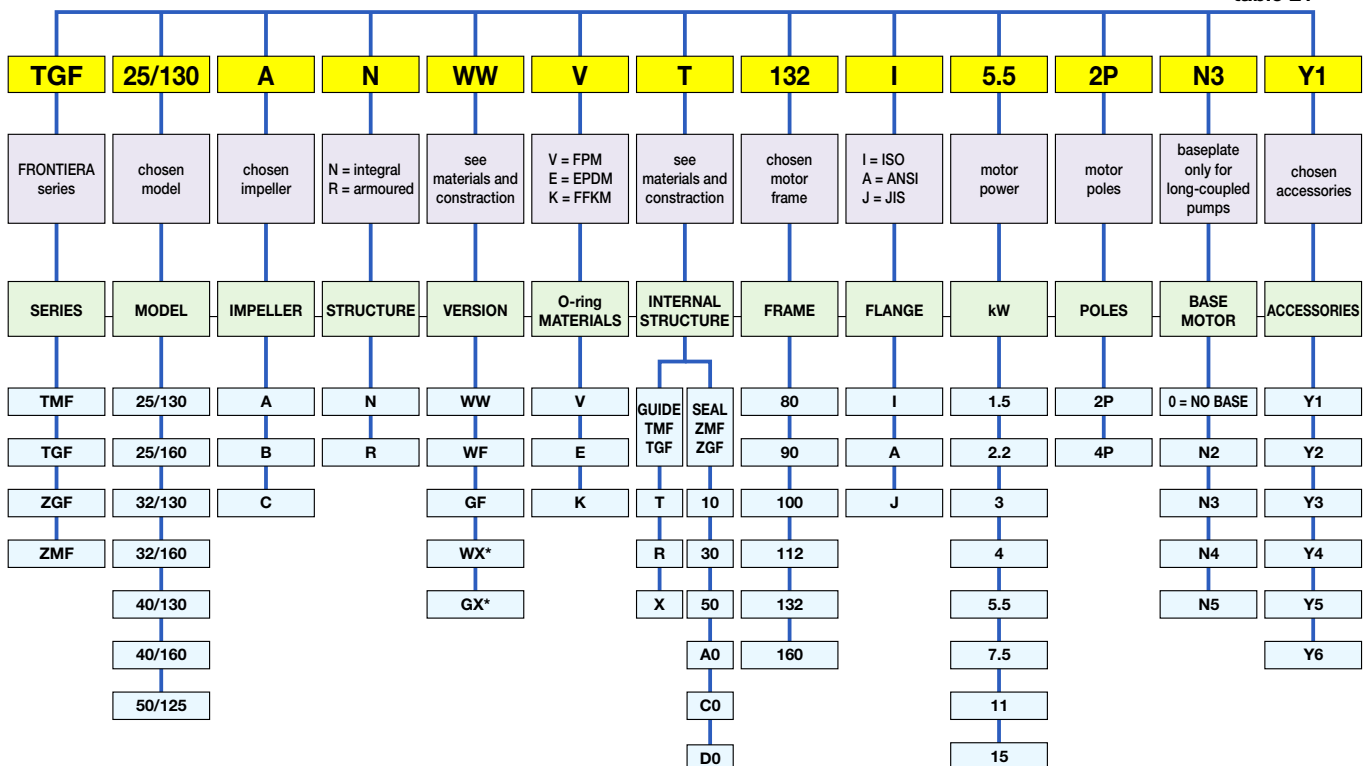 table 21
TGF 25/130 A N WW V T 132 I 5.5 2P N3 Y1
FRONTIERA
series
chosen
model
chosen
impeller
N = integral
R = armoured
see
materials and
constraction
V = FPM
E = EPDM
K = FFKM
see
materials and
constraction
chosen
motor
frame
I = ISO
A = ANSI
J = JIS
motor
power
motor
poles
baseplate
only for
long-coupled
pumps
chosen
accessories
SERIES
MODEL
IMPELLER
STRUCTURE
VERSION
O-ring
MATERIALS
INTERNAL
STRUCTURE
FRAME
FLANGE
kW
POLES
BASE
MOTOR
ACCESSORIES
TMF
TGF
ZGF
ZMF
25/130
25/160
32/130
32/160
40/130
40/160
50/125
A
B
C
N
R
WW
WF
GF
WX*
GX*
V
E
K
GUIDE
TMF
TGF
T
R
X
SEAL
ZMF
ZGF
10
30
50
A0
C0
D0
80
90
100
112
132
160
I
A
J
1.5
2.2
3
4
5.5
7.5
11
15
2P
4P
0 = NO BASE
N2
N3
N4
N5
Y1
Y2
Y3
Y4
Y5
Y6